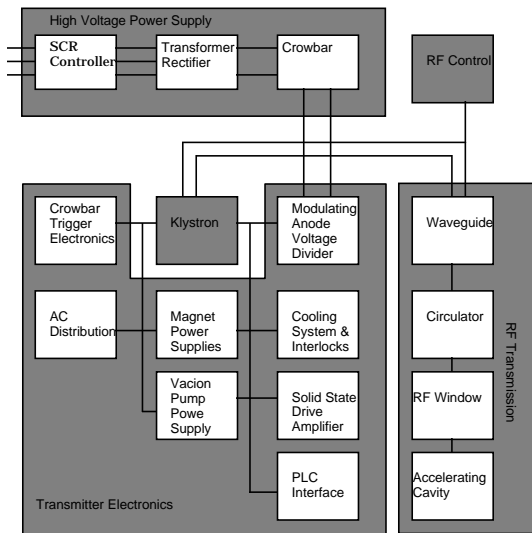 High Voltage Power Supply
SCR
Controller
Transformer
Rectifier
Crowbar
RF Control
Crowbar
Trigger
Electronics
Klystron
Modulating
Anode
Voltage
Divider
Waveguide
AC
Distribution
Magnet
Power
Supplies
Cooling
System &
Interlocks
Circulator
RF Transmission
Vacion
Pump
Powe
Supply
Solid State
Drive
Amplifier
RF Window
PLC
Interface
Accelerating
Cavity
Transmitter Electronics